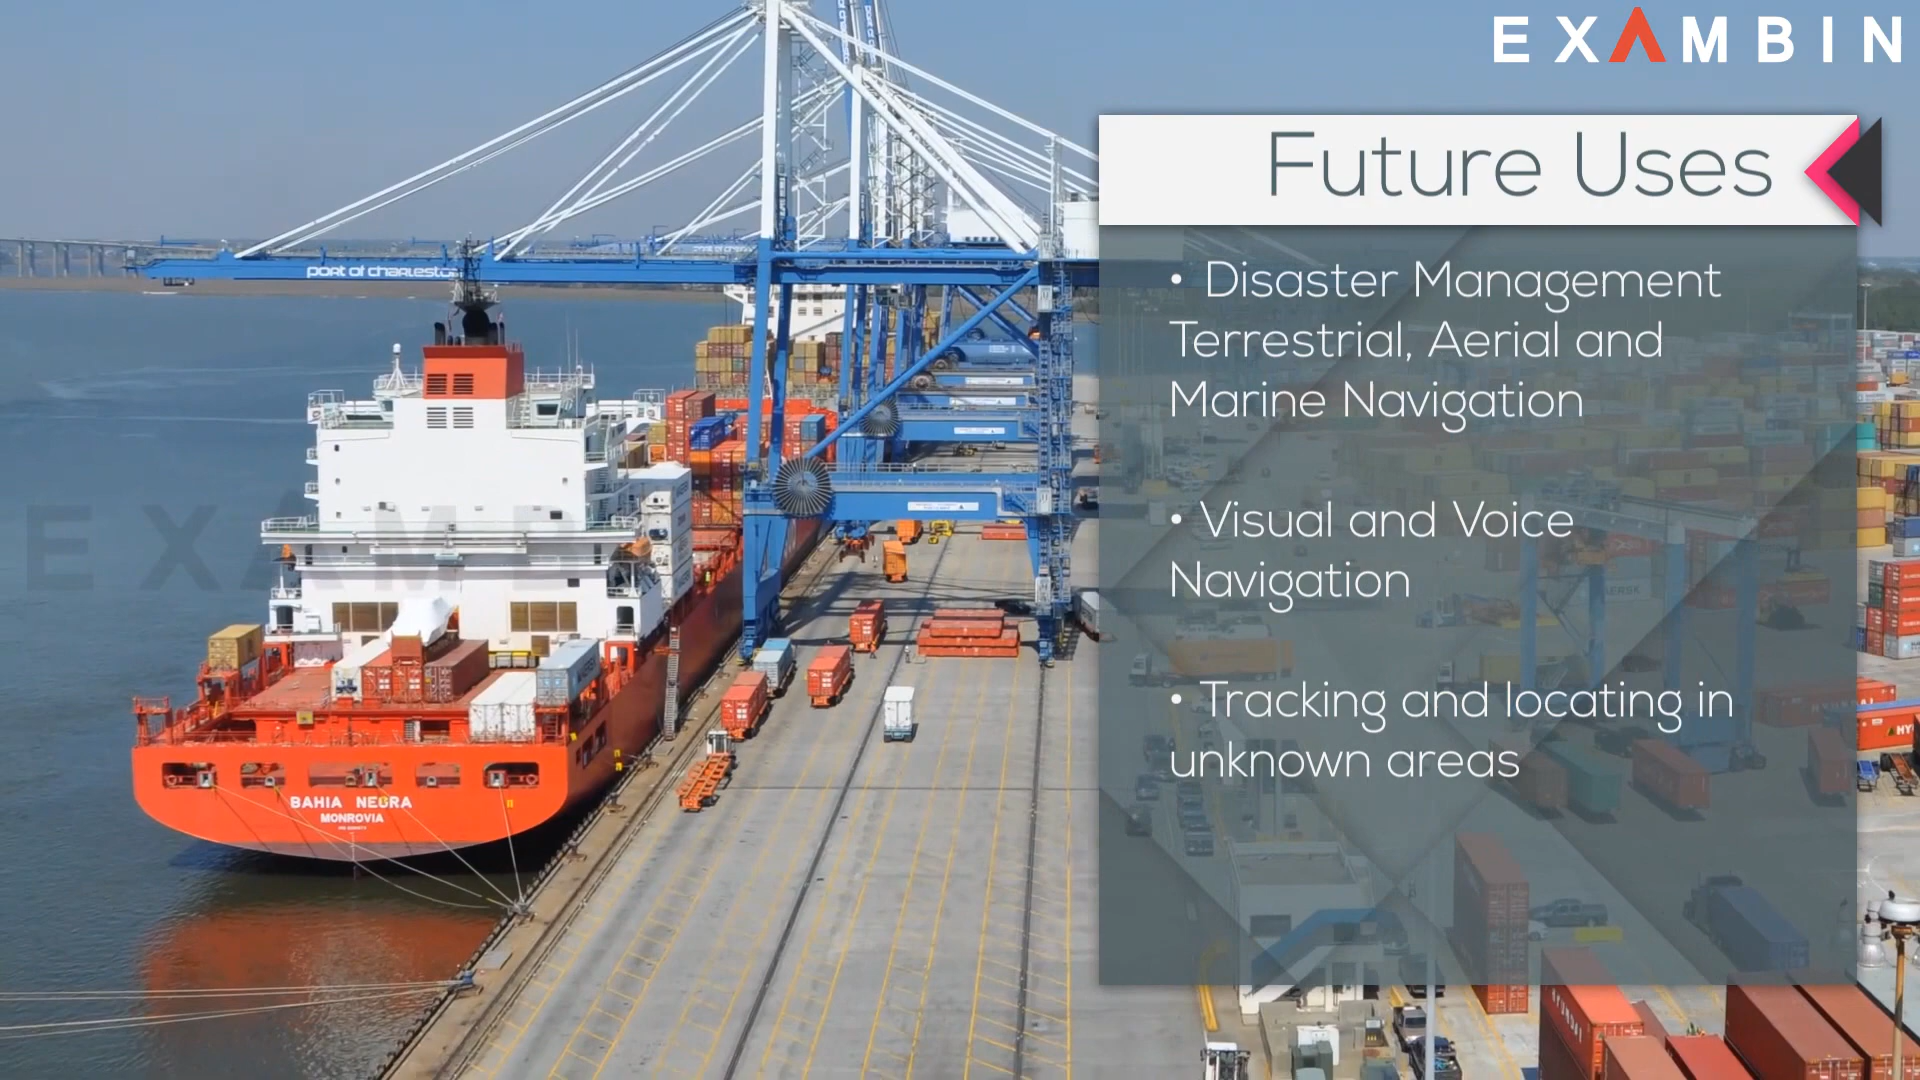 EXAMBIN
Future Uses
• Disaster Management
Terrestrial, Aerial and
Marine Navigation
• Visual and Voice
Navigation
• Tracking and locating in
unknown areas
port of charleston
BAHIA NEGRA
MONROVIA